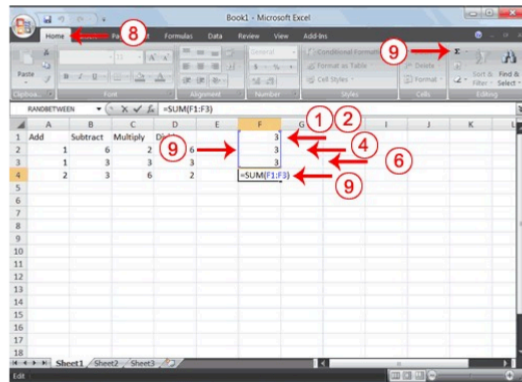 Book1 - Microsoft Excel
Home Formulas Data Review View Add-Ins
8
9
Paste
General
Conditional Formatting
Format as Table
Cell Styles
Delete
Format
Σ
Sort & Filter
Find & Select
Clipboard Font Alignment Number Styles Cells Editing
RANDBETWEEN fx =SUM(F1:F3)
A B C D E F G H I J K L
1 Add Subtract Multiply 3 1 2
2 1 6 2 6 9 3 4
3 1 3 3 3 3 6
4 2 3 6 2 =SUM(F1:F3) 9
5
6
7
8
9
10
11
12
13
14
15
16
17
18
Sheet1 Sheet2 Sheet3
Edit